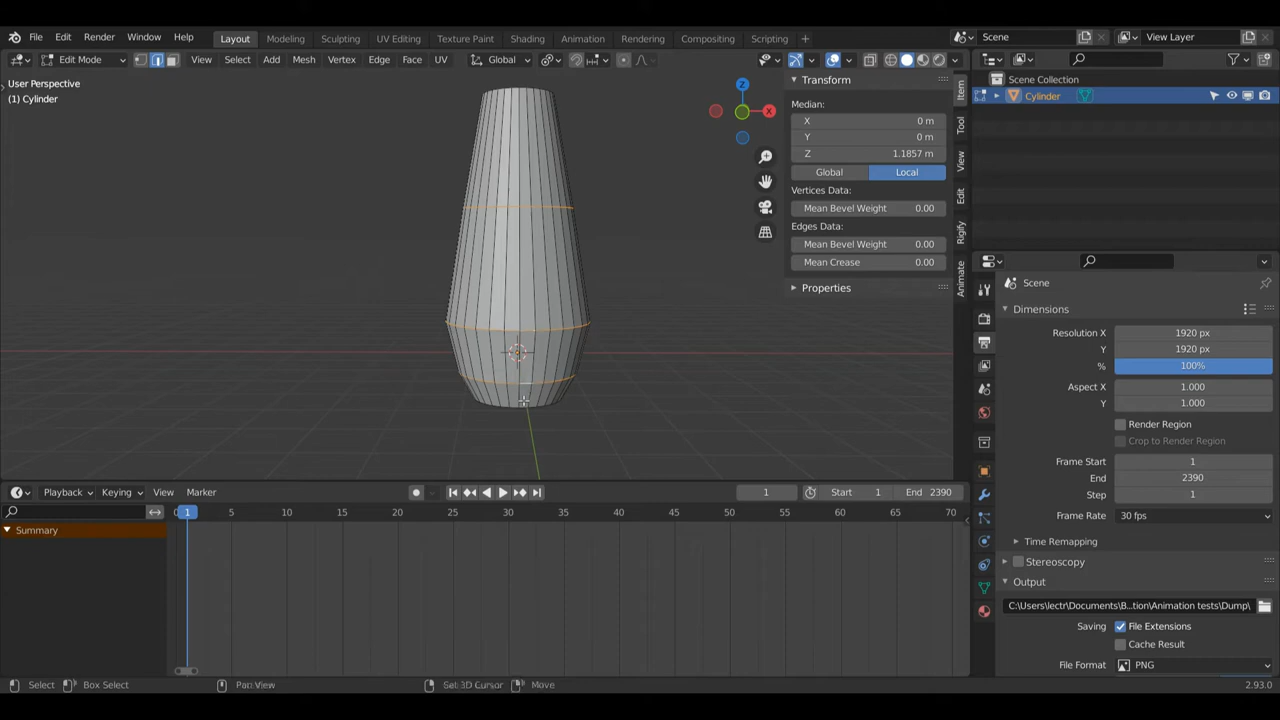 File Edit Render Window Help Layout Modeling Sculpting UV Editing Texture Paint Shading Animation Rendering Compositing Scripting + Scene View Layer
Edit Mode View Select Add Mesh Vertex Edge Face UV Global
User Perspective
(1) Cylinder
Z
X
Transform
Median:
X 0 m
Y 0 m
Z 1.1857 m
Global Local
Vertices Data:
Mean Bevel Weight 0.00
Edges Data:
Mean Bevel Weight 0.00
Mean Crease 0.00
Properties
Item
Tool
View
Edit
Rigify
Animate
Scene Collection
Cylinder
Scene
Dimensions
Resolution X 1920 px
Y 1920 px
% 100%
Aspect X 1.000
Y 1.000
Render Region
Crop to Render Region
Frame Start 1
End 2390
Step 1
Frame Rate 30 fps
Time Remapping
Stereoscopy
Output
C:\Users\lectr\Documents\B...tion\Animation tests\Dump\
Saving File Extensions
Cache Result
File Format PNG
Playback Keying View Marker 1 Start 1 End 2390
1 5 10 15 20 25 30 35 40 45 50 55 60 65 70
Summary
Select Box Select Pan View Set 3D Cursor Move 2.93.0